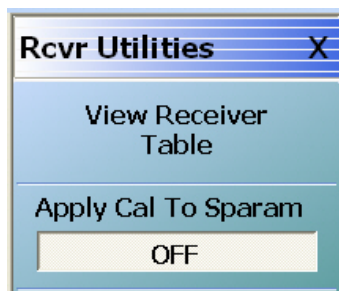 Rcvr Utilities X
View Receiver
Table
Apply Cal To Sparam
OFF